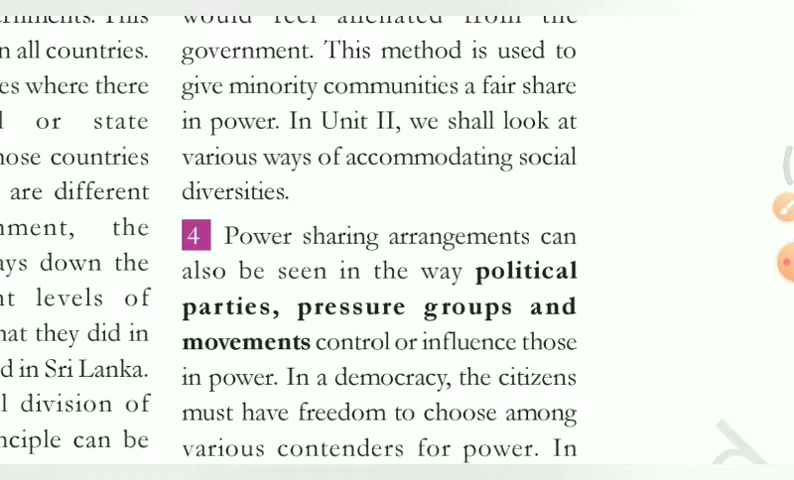 rnments. This
n all countries.
es where there
l or state
hose countries
are different
nment, the
ays down the
nt levels of
hat they did in
d in Sri Lanka.
l division of
nciple can be
would feel alienated from the
government. This method is used to
give minority communities a fair share
in power. In Unit II, we shall look at
various ways of accommodating social
diversities.
4 Power sharing arrangements can
also be seen in the way political
parties, pressure groups and
movements control or influence those
in power. In a democracy, the citizens
must have freedom to choose among
various contenders for power. In